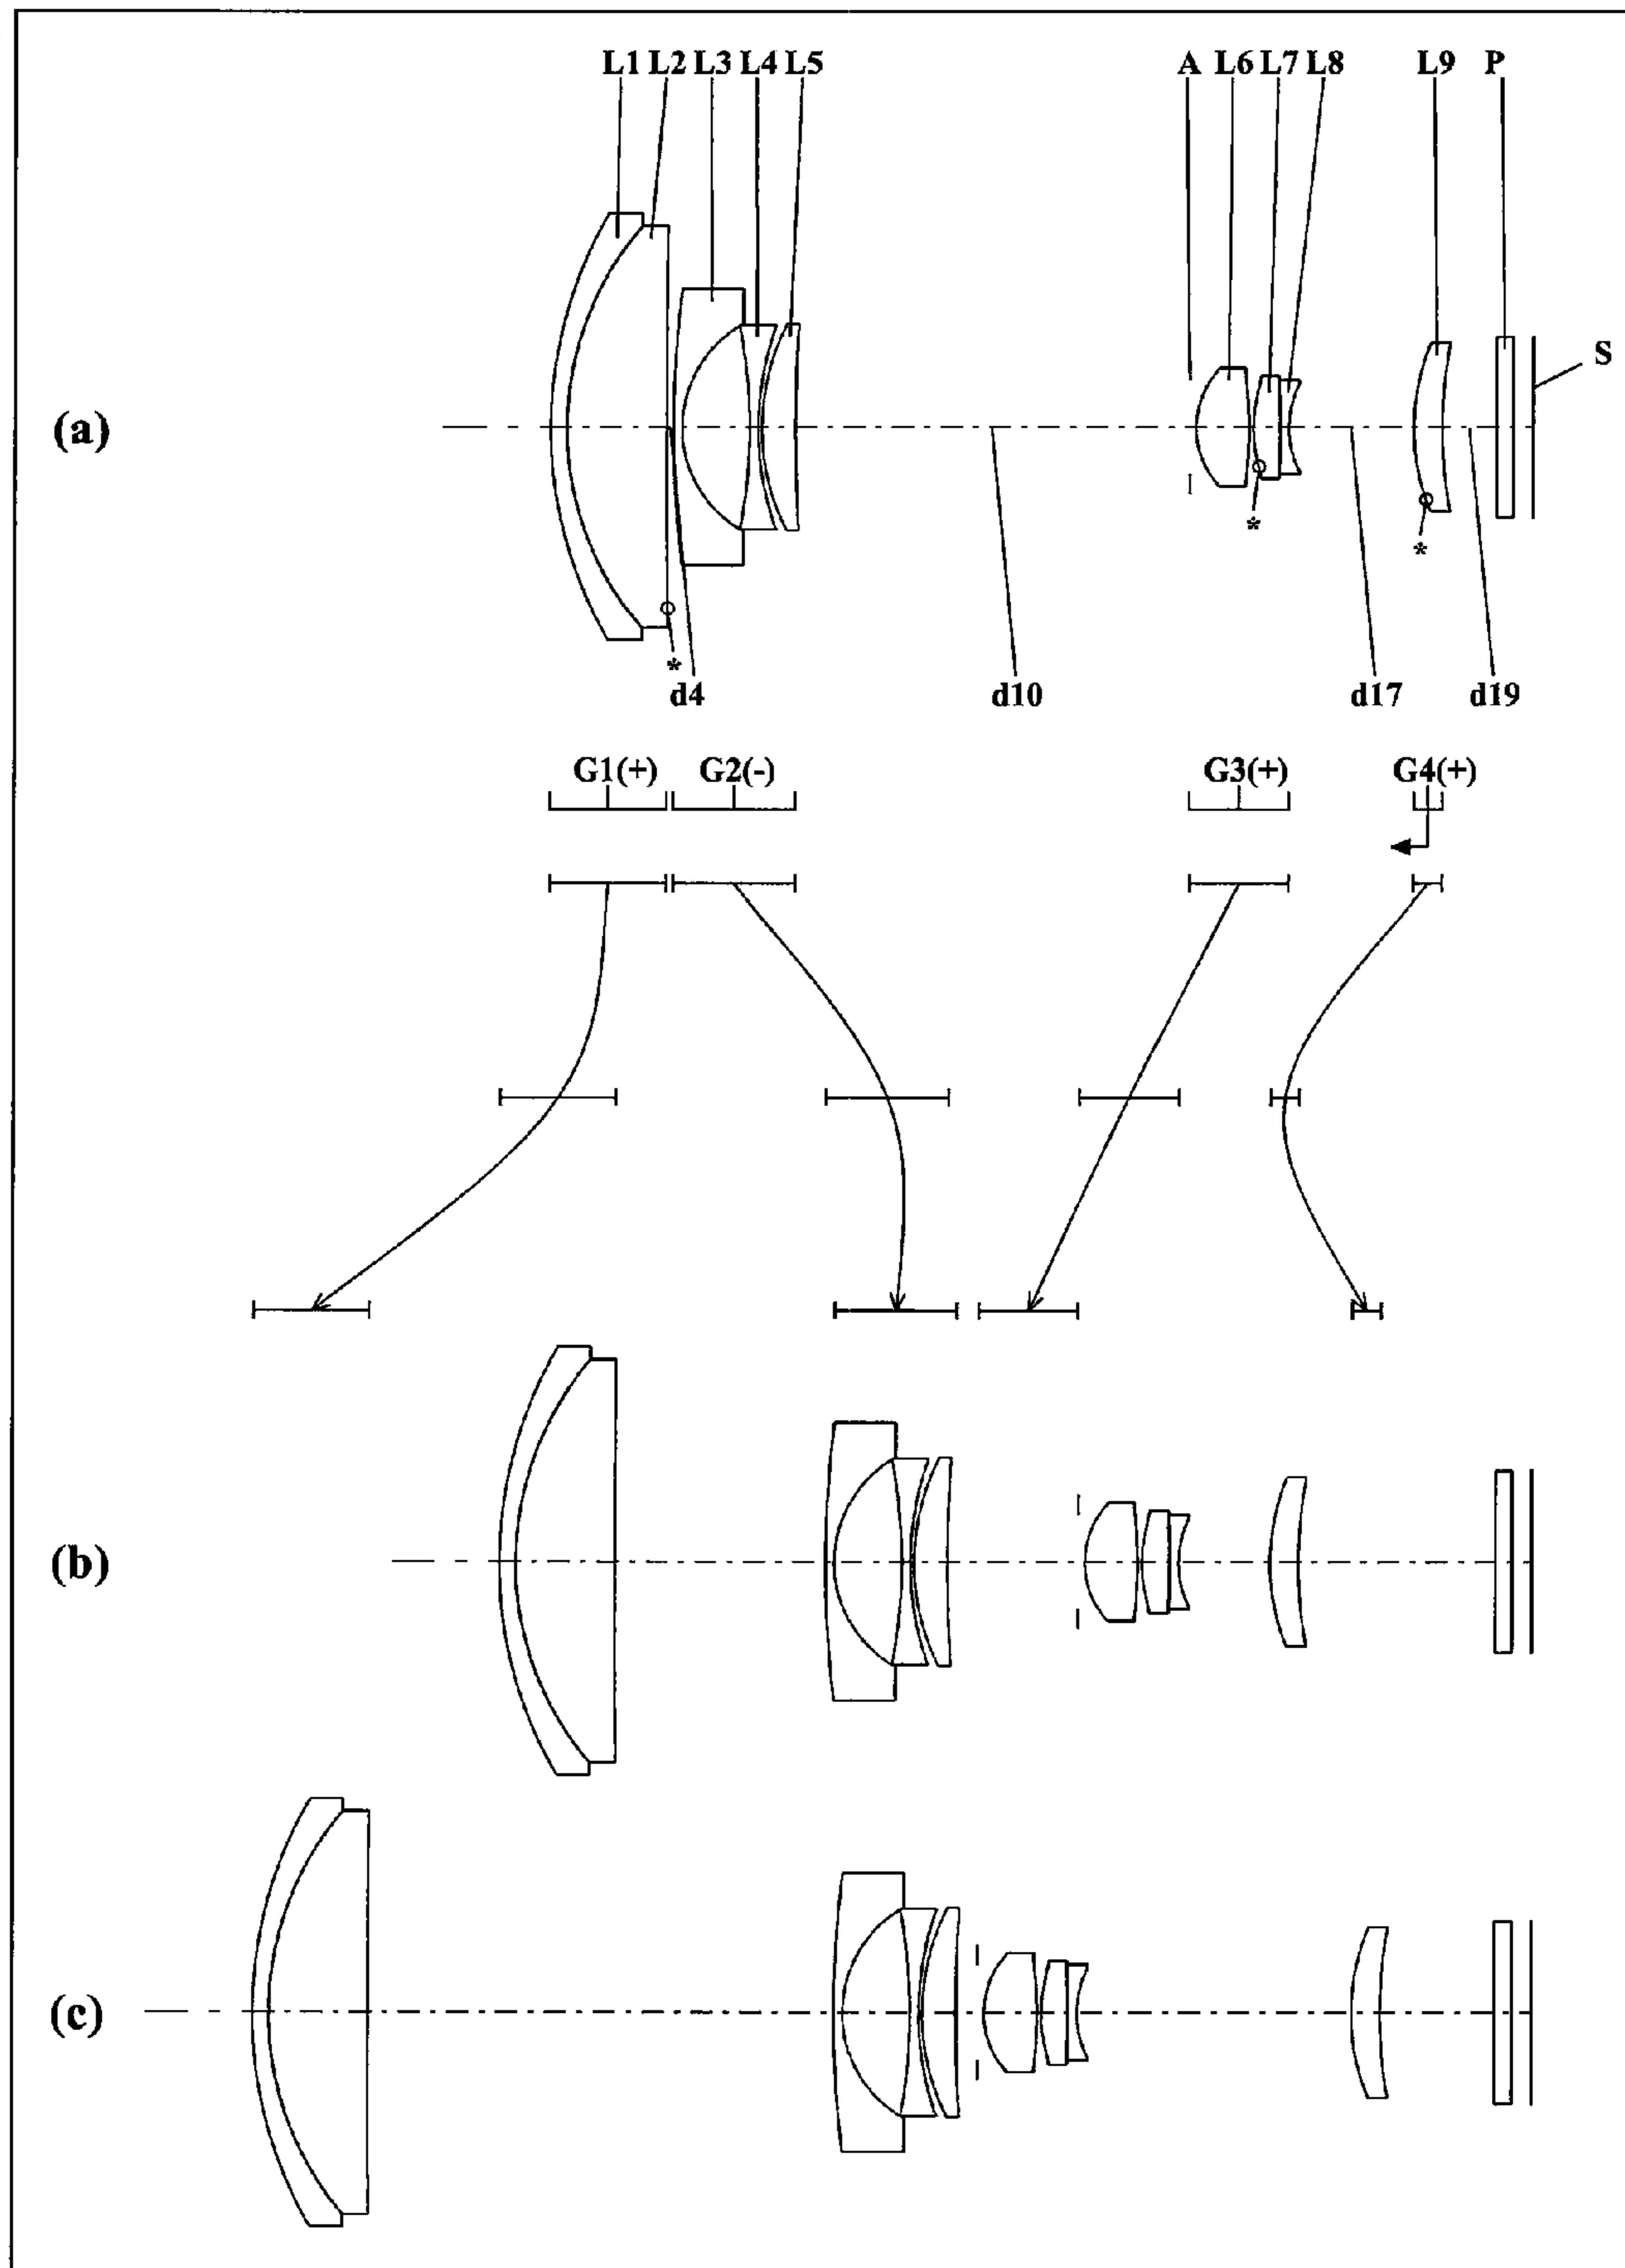 L1 L2 L3 L4 L5 A L6 L7 L8 L9 P
S
(a)
*
*
*
d4 d10 d17 d19
G1(+) G2(-) G3(+) G4(+)
(b)
(c)